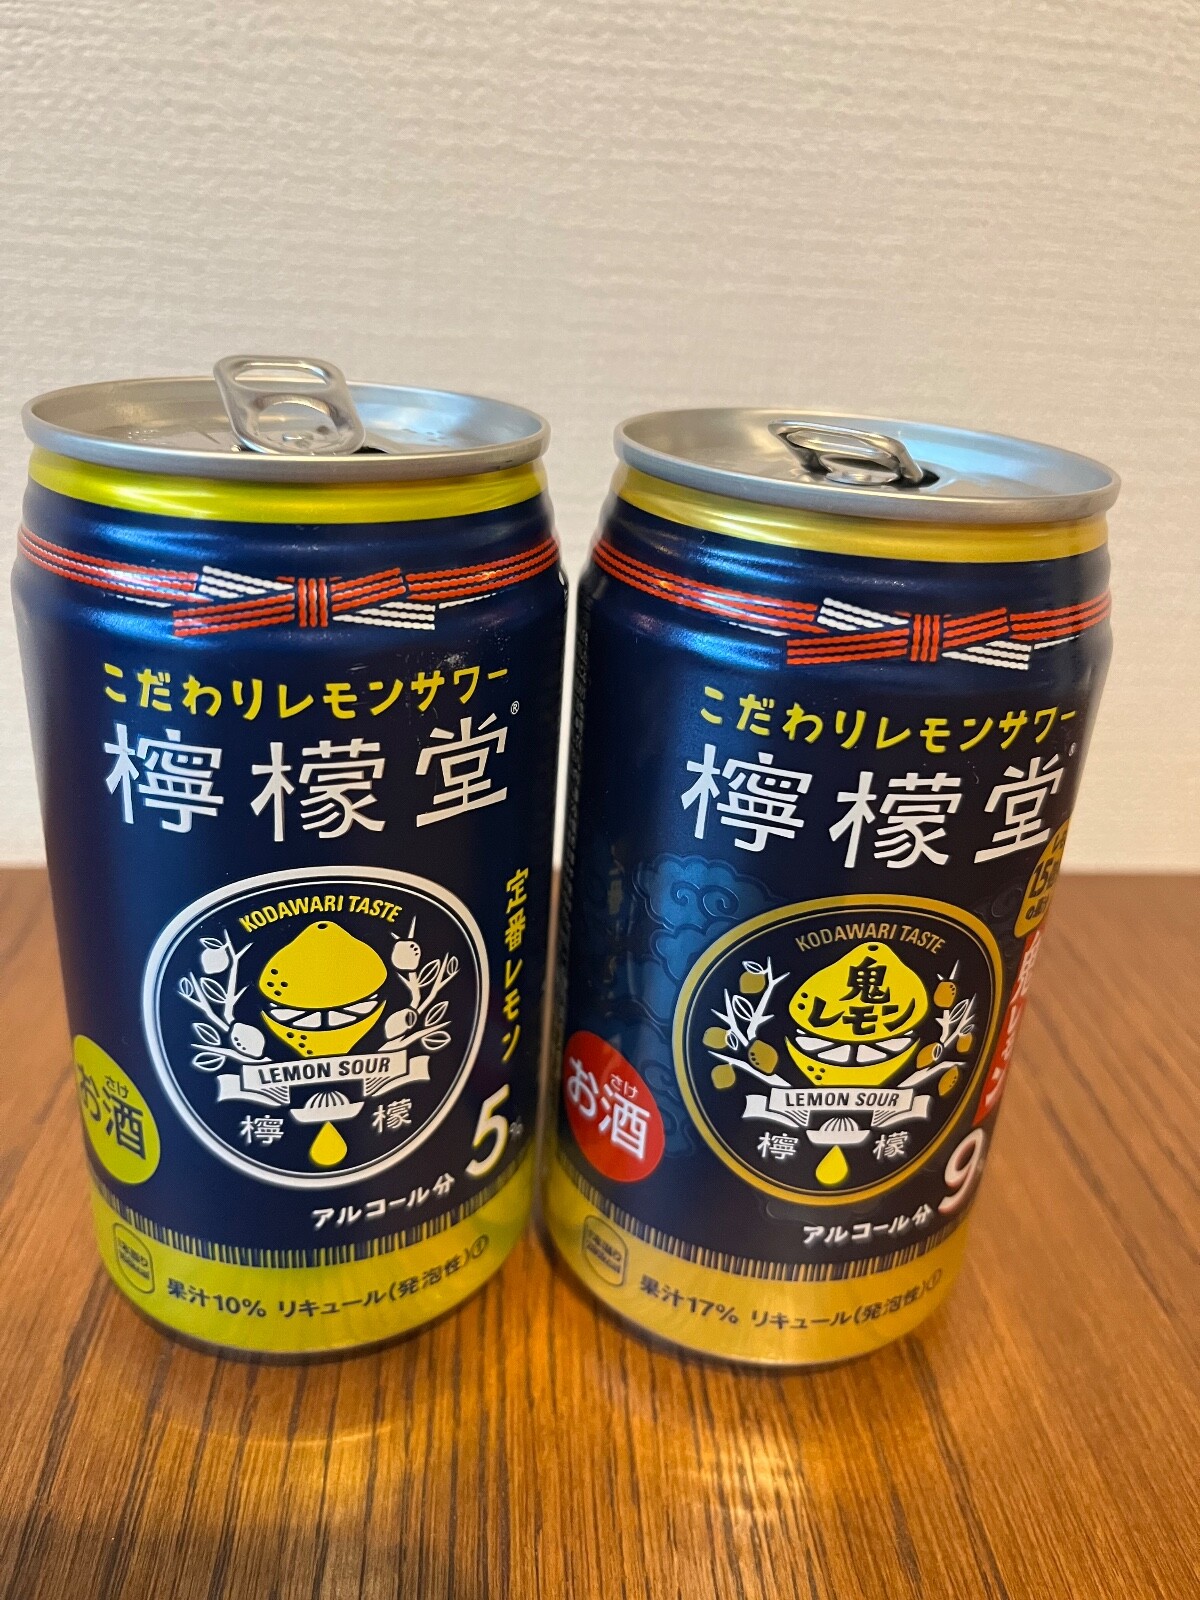 こだわりレモンサワー
檸檬堂®
定番レモン
KODAWARI TASTE
LEMON SOUR
檸檬
お酒
さけ
アルコール分5%
果汁10% リキュール(発泡性)①
こだわりレモンサワー
檸檬堂®
鬼レモン
KODAWARI TASTE
鬼
レモン
LEMON SOUR
檸檬
お酒
さけ
アルコール分9
果汁17% リキュール(発泡性)①